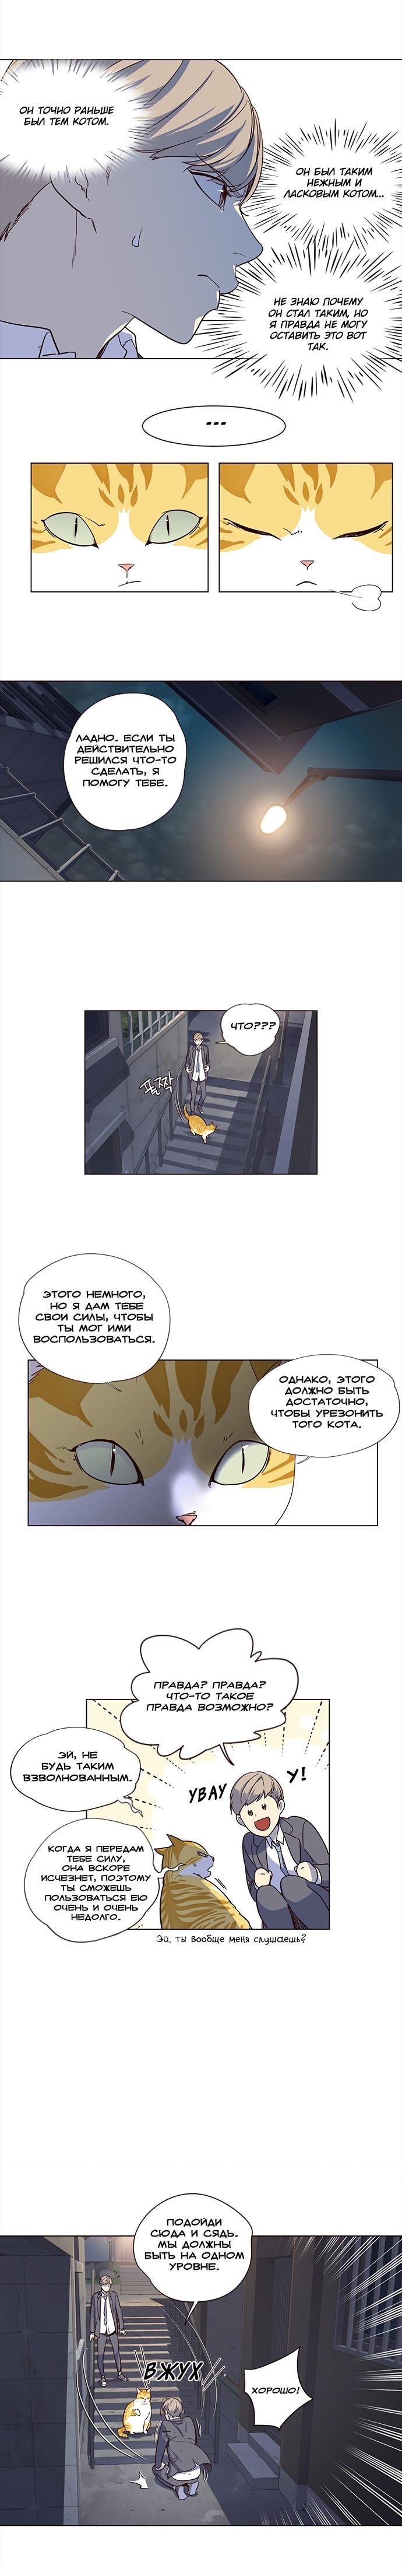 ОН ТОЧНО РАНЬШЕ
БЫЛ ТЕМ КОТОМ.
ОН БЫЛ ТАКИМ
НЕЖНЫМ И
ЛАСКОВЫМ КОТОМ...
НЕ ЗНАЮ ПОЧЕМУ
ОН СТАЛ ТАКИМ, НО
Я ПРАВДА НЕ МОГУ
ОСТАВИТЬ ЭТО ВОТ
ТАК.
...
ЛАДНО. ЕСЛИ ТЫ
ДЕЙСТВИТЕЛЬНО
РЕШИЛСЯ ЧТО-ТО
СДЕЛАТЬ, Я
ПОМОГУ ТЕБЕ.
ЧТО???
폴짝
ЭТОГО НЕМНОГО,
НО Я ДАМ ТЕБЕ
СВОИ СИЛЫ, ЧТОБЫ
ТЫ МОГ ИМИ
ВОСПОЛЬЗОВАТЬСЯ.
ОДНАКО, ЭТОГО
ДОЛЖНО БЫТЬ
ДОСТАТОЧНО,
ЧТОБЫ УРЕЗОНИТЬ
ТОГО КОТА.
ПРАВДА? ПРАВДА?
ЧТО-ТО ТАКОЕ
ПРАВДА ВОЗМОЖНО?
ЭЙ, НЕ
БУДЬ ТАКИМ
ВЗВОЛНОВАННЫМ.
УВАУ
У!
КОГДА Я ПЕРЕДАМ
ТЕБЕ СИЛУ,
ОНА ВСКОРЕ
ИСЧЕЗНЕТ, ПОЭТОМУ
ТЫ СМОЖЕШЬ
ПОЛЬЗОВАТЬСЯ ЕЮ
ОЧЕНЬ И ОЧЕНЬ
НЕДОЛГО.
Эй, ты вообще меня слушаешь?
ПОДОЙДИ
СЮДА И СЯДЬ.
МЫ ДОЛЖНЫ
БЫТЬ НА ОДНОМ
УРОВНЕ.
ВЖУХ
ХОРОШО!